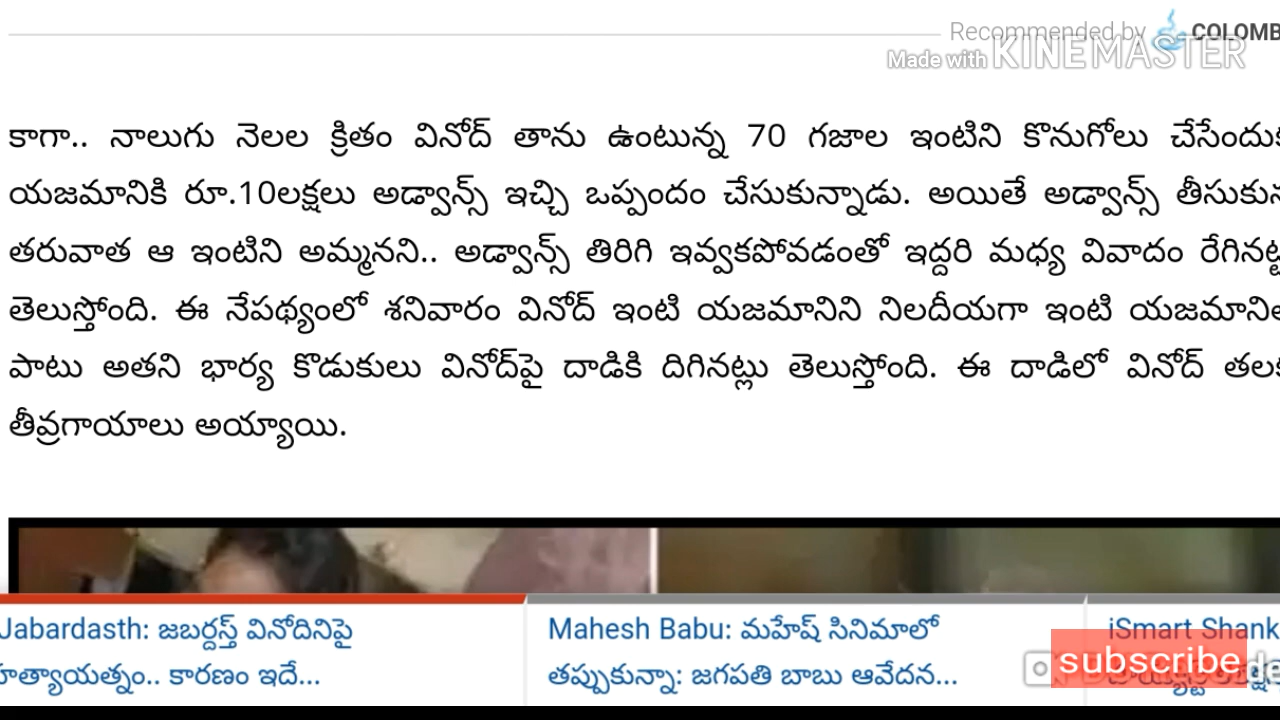 Recommended by COLOMB
Made with KINEMASTER
కాగా.. నాలుగు నెలల క్రితం వినోద్ తాను ఉంటున్న 70 గజాల ఇంటిని కొనుగోలు చేసేందుక
యజమానికి రూ.10లక్షలు అడ్వాన్స్ ఇచ్చి ఒప్పందం చేసుకున్నాడు. అయితే అడ్వాన్స్ తీసుకున
తరువాత ఆ ఇంటిని అమ్మనని.. అడ్వాన్స్ తిరిగి ఇవ్వకపోవడంతో ఇద్దరి మధ్య వివాదం రేగినట్ట
తెలుస్తోంది. ఈ నేపథ్యంలో శనివారం వినోద్ ఇంటి యజమానిని నిలదీయగా ఇంటి యజమానిత
పాటు అతని భార్య కొడుకులు వినోద్‌పై దాడికి దిగినట్లు తెలుస్తోంది. ఈ దాడిలో వినోద్ తలక
తీవ్రగాయాలు అయ్యాయి.
Jabardasth: జబర్దస్త్ వినోదినిపై
హత్యాయత్నం.. కారణం ఇదే...
Mahesh Babu: మహేష్ సినిమాలో
తప్పుకున్నా: జగపతి బాబు ఆవేదన...
iSmart Shank
subscribe